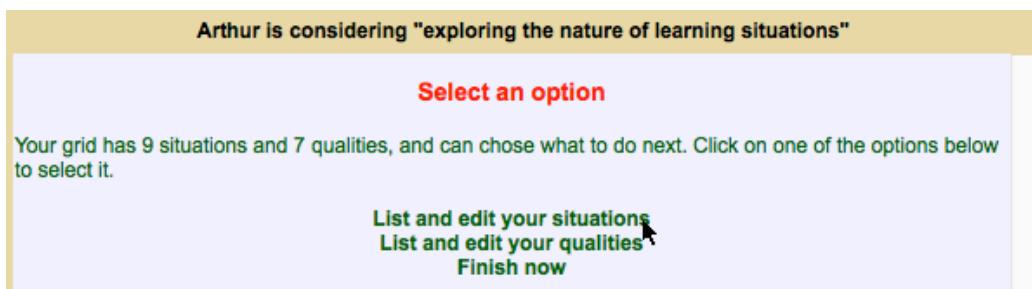 Arthur is considering "exploring the nature of learning situations"
Select an option
Your grid has 9 situations and 7 qualities, and can chose what to do next. Click on one of the options below
to select it.
List and edit your situations
List and edit your qualities
Finish now